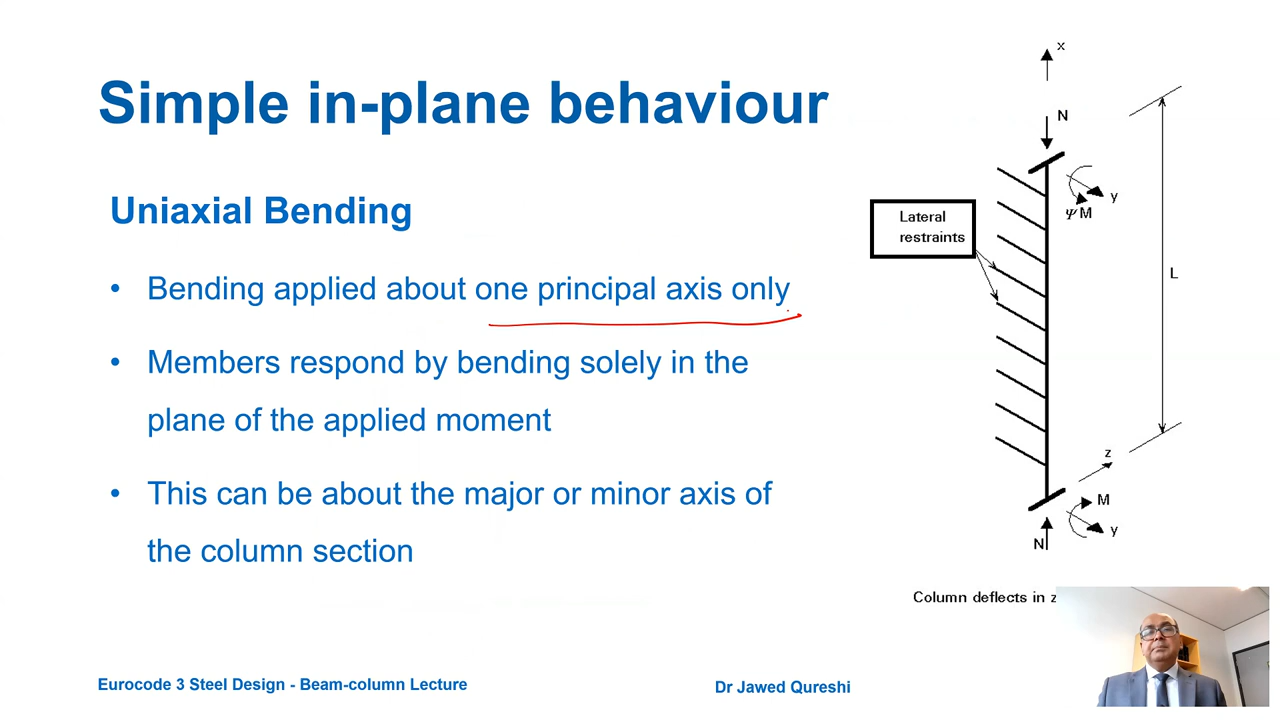 Simple in-plane behaviour
Uniaxial Bending
• Bending applied about one principal axis only
• Members respond by bending solely in the
plane of the applied moment
• This can be about the major or minor axis of
the column section
x
N
y
Ψ M
Lateral
restraints
L
z
M
y
N
Column deflects in z
Eurocode 3 Steel Design - Beam-column Lecture
Dr Jawed Qureshi